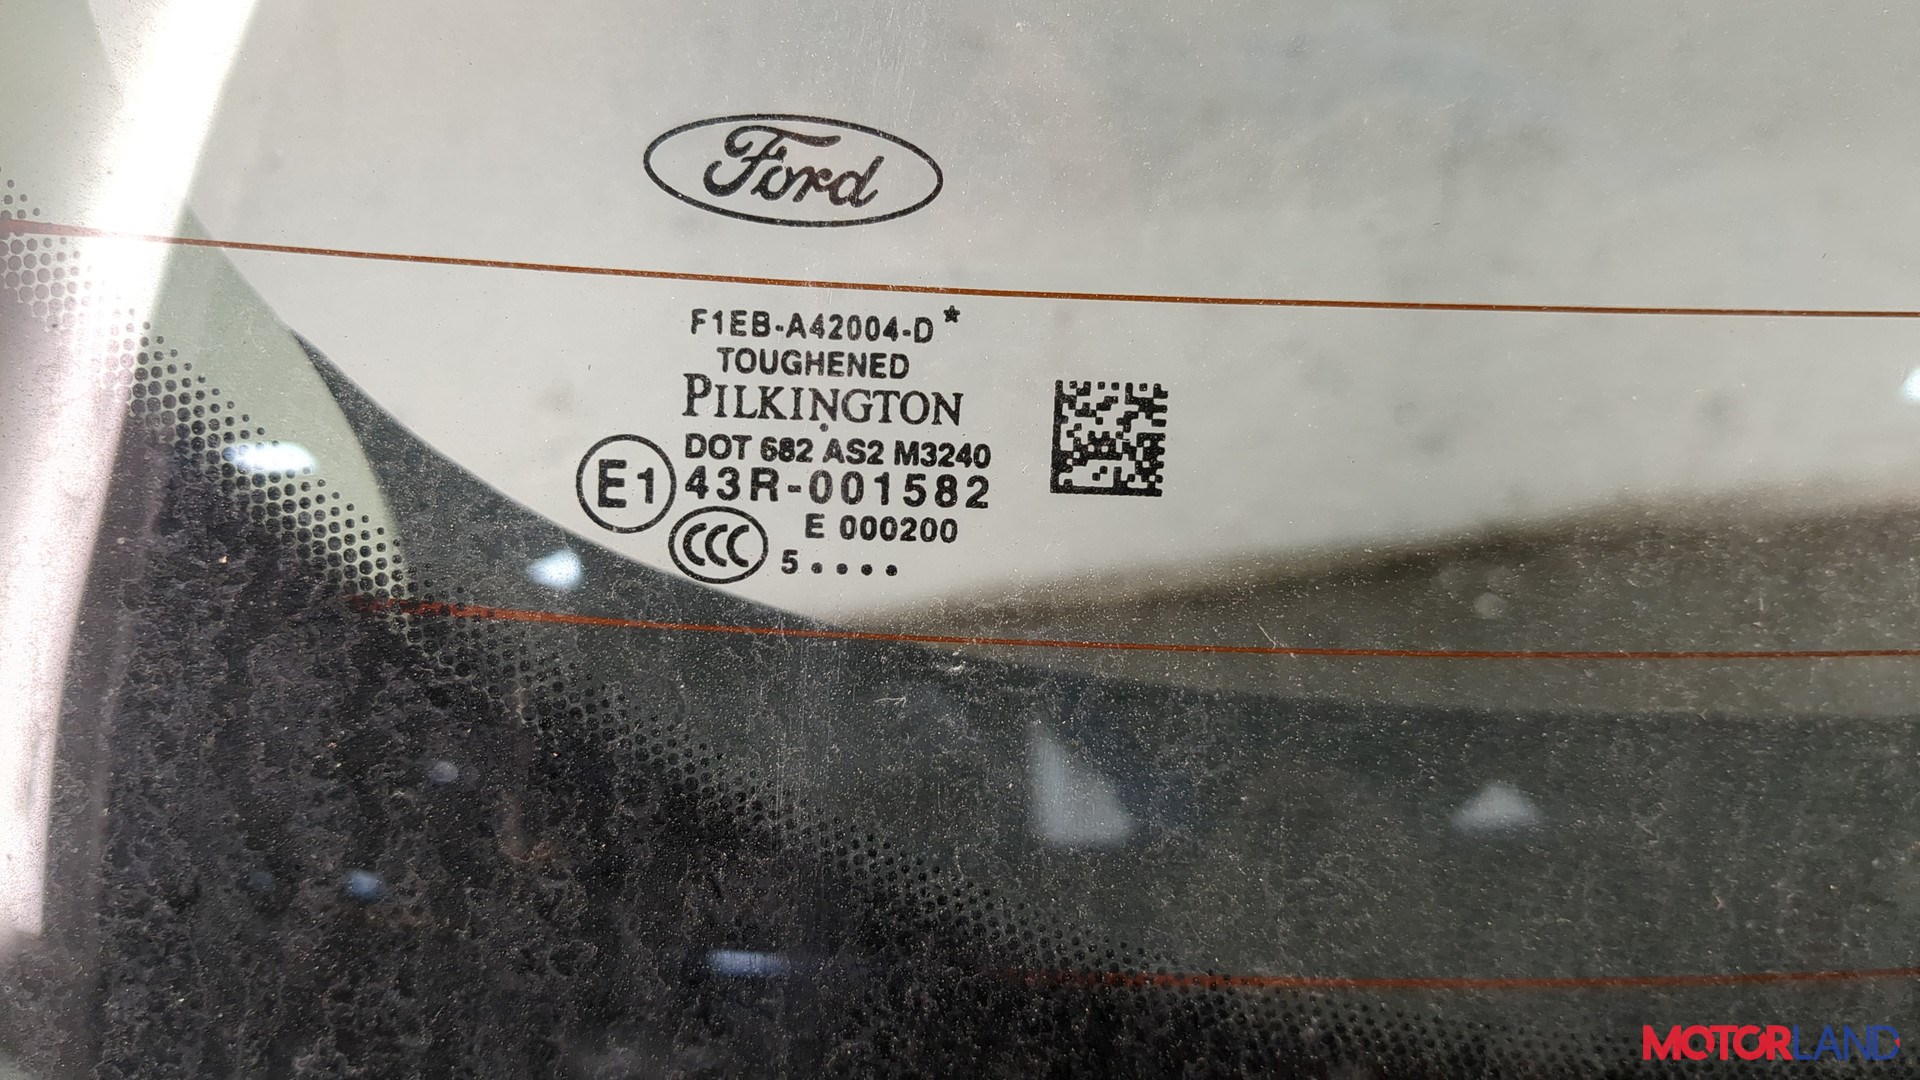 Ford
F1EB-A42004-D*
TOUGHENED
PILKINGTON
DOT 682 AS2 M3240
E1 43R-001582
E 000200
CCC 5....
MOTORLAND